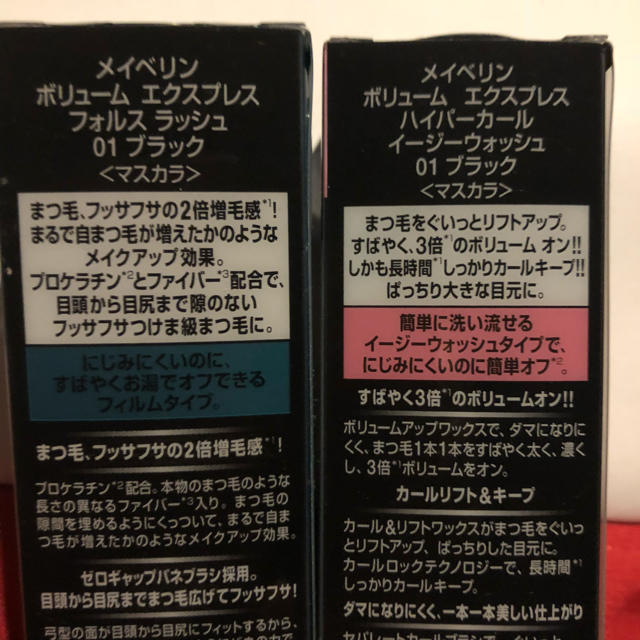 メイベリン
ボリューム エクスプレス
フォルス ラッシュ
01 ブラック
<マスカラ>
まつ毛、フッサフサの2倍増毛感*1!
まるで自まつ毛が増えたかのような
メイクアップ効果。
プロケラチン*2とファイバー*3配合で、
目頭から目尻まで隙のない
フッサフサつけま級まつ毛に。
にじみにくいのに、
すばやくお湯でオフできる
フィルムタイプ。
まつ毛、フッサフサの2倍増毛感*1!
プロケラチン*2配合。本物のまつ毛のような
長さの異なるファイバー*3入り。まつ毛の
隙間を埋めるようにくっついて、まるで自ま
つ毛が増えたかのようなメイクアップ効果。
ゼロギャップバネブラシ採用。
目頭から目尻までまつ毛広げてフッサフサ!
弓型の面が目頭から目尻にフィットするから、
メイベリン
ボリューム エクスプレス
ハイパーカール
イージーウォッシュ
01 ブラック
<マスカラ>
まつ毛をぐいっとリフトアップ。
すばやく、3倍*1のボリューム オン!!
しかも長時間*1しっかりカールキープ!!
ぱっちり大きな目元に。
簡単に洗い流せる
イージーウォッシュタイプで、
にじみにくいのに簡単オフ*2。
すばやく3倍*1のボリュームオン!!
ボリュームアップワックスで、ダマになりに
くく、まつ毛1本1本をすばやく太く、濃く
し、3倍*1ボリュームをオン。
カールリフト&キープ
カール&リフトワックスがまつ毛をぐいっ
とリフトアップ、ぱっちりした目元に。
カールロックテクノロジーで、長時間*1
しっかりカールキープ。
ダマになりにくく、一本一本美しい仕上がり